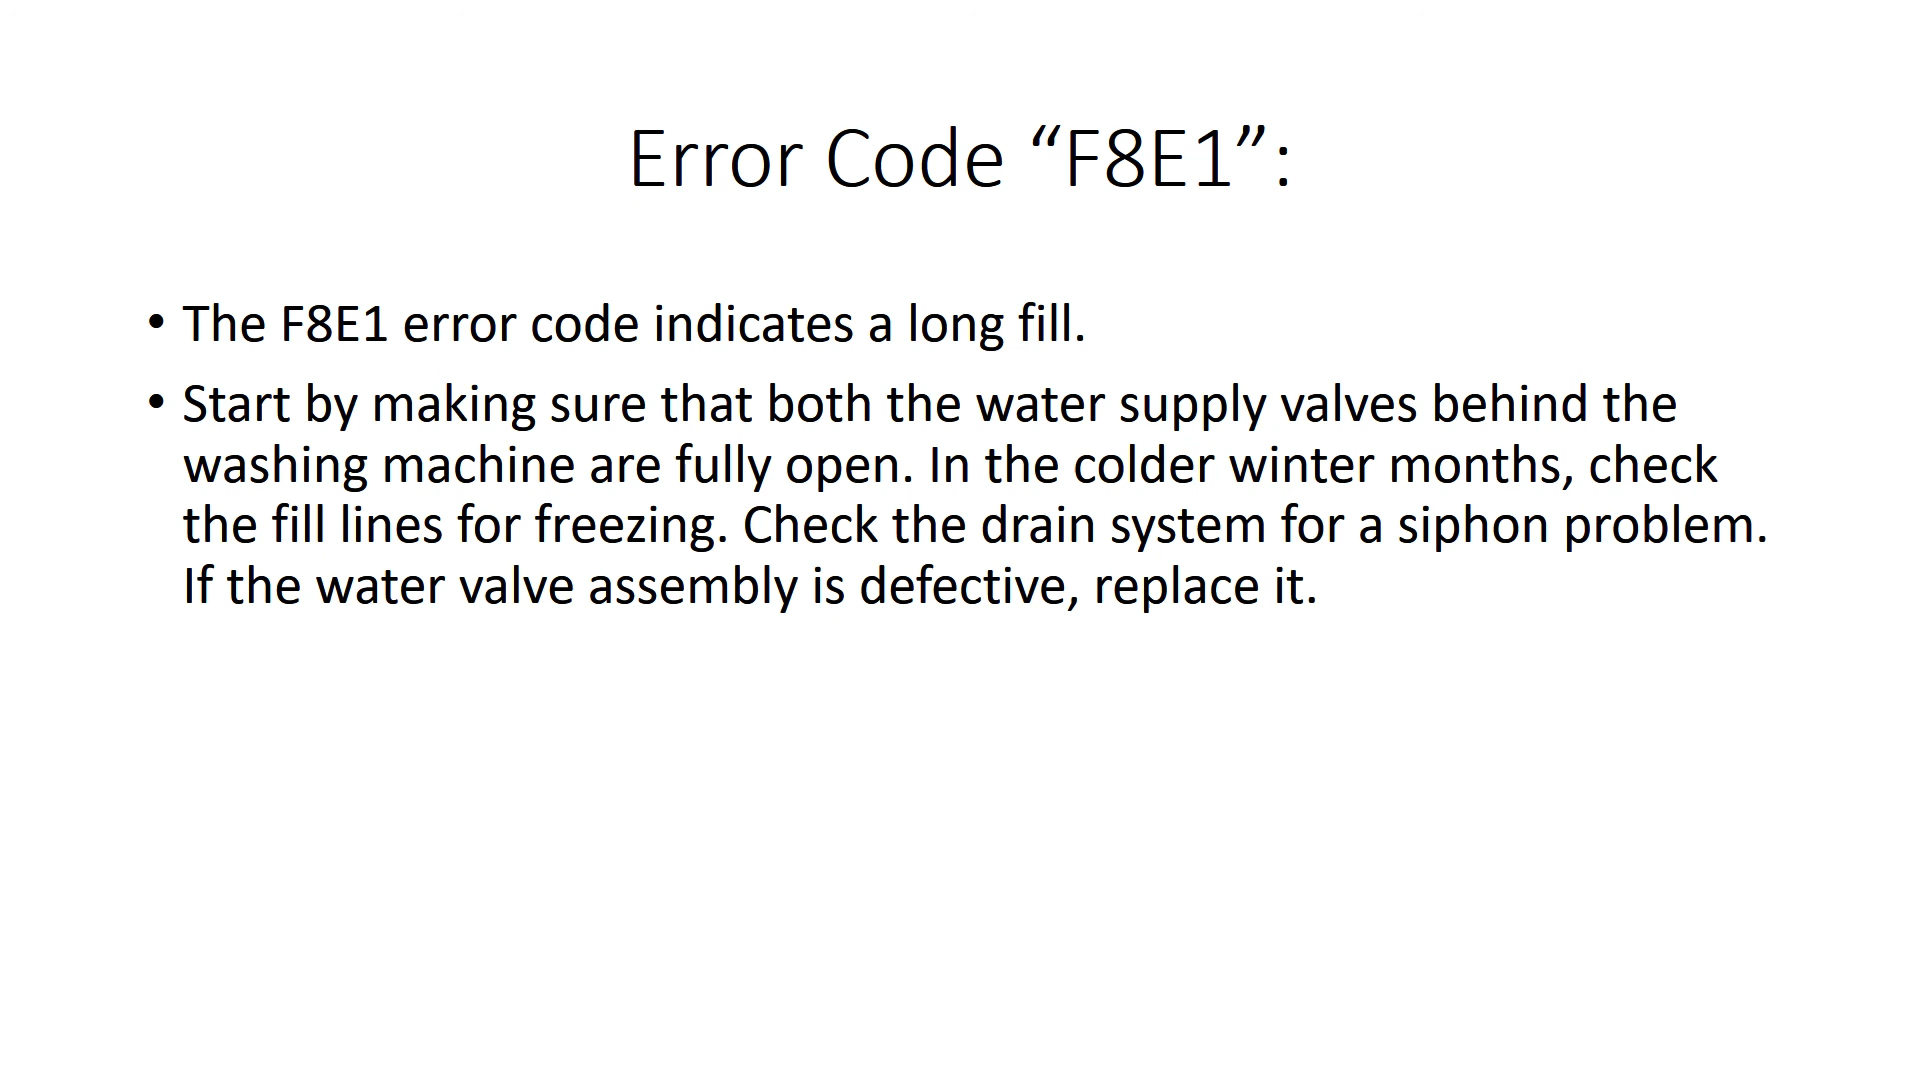 Error Code “F8E1”:
• The F8E1 error code indicates a long fill.
• Start by making sure that both the water supply valves behind the
washing machine are fully open. In the colder winter months, check
the fill lines for freezing. Check the drain system for a siphon problem.
If the water valve assembly is defective, replace it.